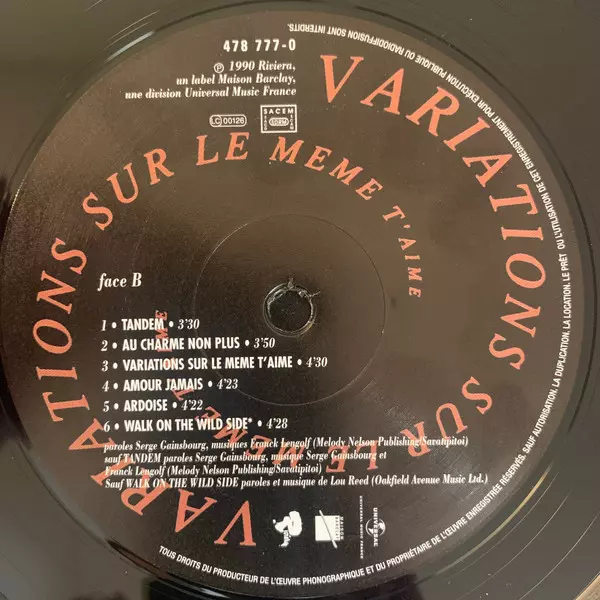 478 777-0
℗ 1990 Riviera,
un label Maison Barclay,
une division Universal Music France
LC 00126
SACEM
VARIATIONS SUR LE MEME T'AIME
VARIATIONS SUR LE MEME T'AIME
face B
1 • TANDEM • 3'30
2 • AU CHARME NON PLUS • 3'50
3 • VARIATIONS SUR LE MEME T'AIME • 4'30
4 • AMOUR JAMAIS • 4'23
5 • ARDOISE • 4'22
6 • WALK ON THE WILD SIDE* • 4'28
paroles Serge Gainsbourg, musiques Franck Lengolf (Melody Nelson Publishing/Savatipitoi)
sauf TANDEM paroles Serge Gainsbourg, musique Serge Gainsbourg et
Franck Lengolf (Melody Nelson Publishing/Savatipitoi)
Sauf WALK ON THE WILD SIDE paroles et musique de Lou Reed (Oakfield Avenue Music Ltd.)
UNIVERSAL
UNIVERSAL MUSIC FRANCE
TOUS DROITS DU PRODUCTEUR DE L'ŒUVRE PHONOGRAPHIQUE ET DU PROPRIÉTAIRE DE L'ŒUVRE ENREGISTRÉE RÉSERVÉS. SAUF AUTORISATION. LA DUPLICATION. LA LOCATION. LE PRÊT OU L'UTILISATION DE CET ENREGISTREMENT POUR EXÉCUTION PUBLIQUE OU RADIODIFFUSION SONT INTERDITS.